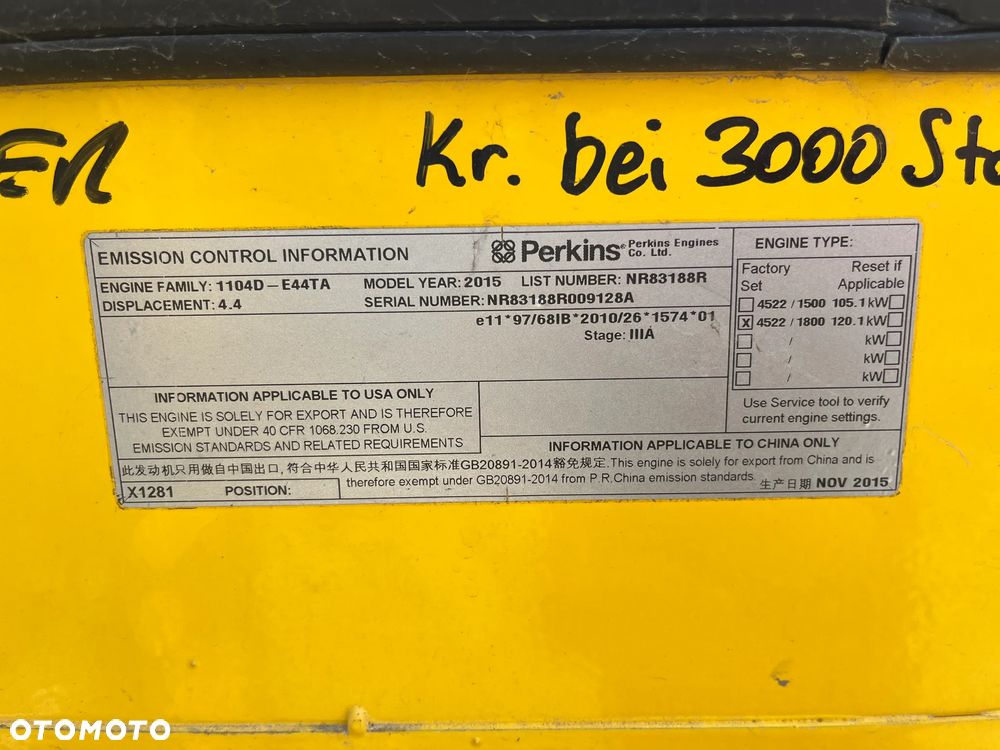 Kr. bei 3000
EMISSION CONTROL INFORMATION
Perkins® Perkins Engines Co. Ltd.
ENGINE FAMILY: 1104D – E44TA MODEL YEAR: 2015 LIST NUMBER: NR83188R
DISPLACEMENT: 4.4 SERIAL NUMBER: NR83188R009128A
e11*97/68IB*2010/26*1574*01
Stage: IIIA
ENGINE TYPE:
Factory Set Reset if Applicable
4522 / 1500 105.1 kW
X 4522 / 1800 120.1 kW
/ kW
/ kW
/ kW
Use Service tool to verify
current engine settings.
INFORMATION APPLICABLE TO USA ONLY
THIS ENGINE IS SOLELY FOR EXPORT AND IS THEREFORE
EXEMPT UNDER 40 CFR 1068.230 FROM U.S.
EMISSION STANDARDS AND RELATED REQUIREMENTS
INFORMATION APPLICABLE TO CHINA ONLY
此发动机只用做自中国出口, 符合中华人民共和国国家标准GB20891-2014豁免规定. This engine is solely for export from China and is
therefore exempt under GB20891-2014 from P.R.China emission standards.
生产日期 NOV 2015
X1281 POSITION:
OTOMOTO